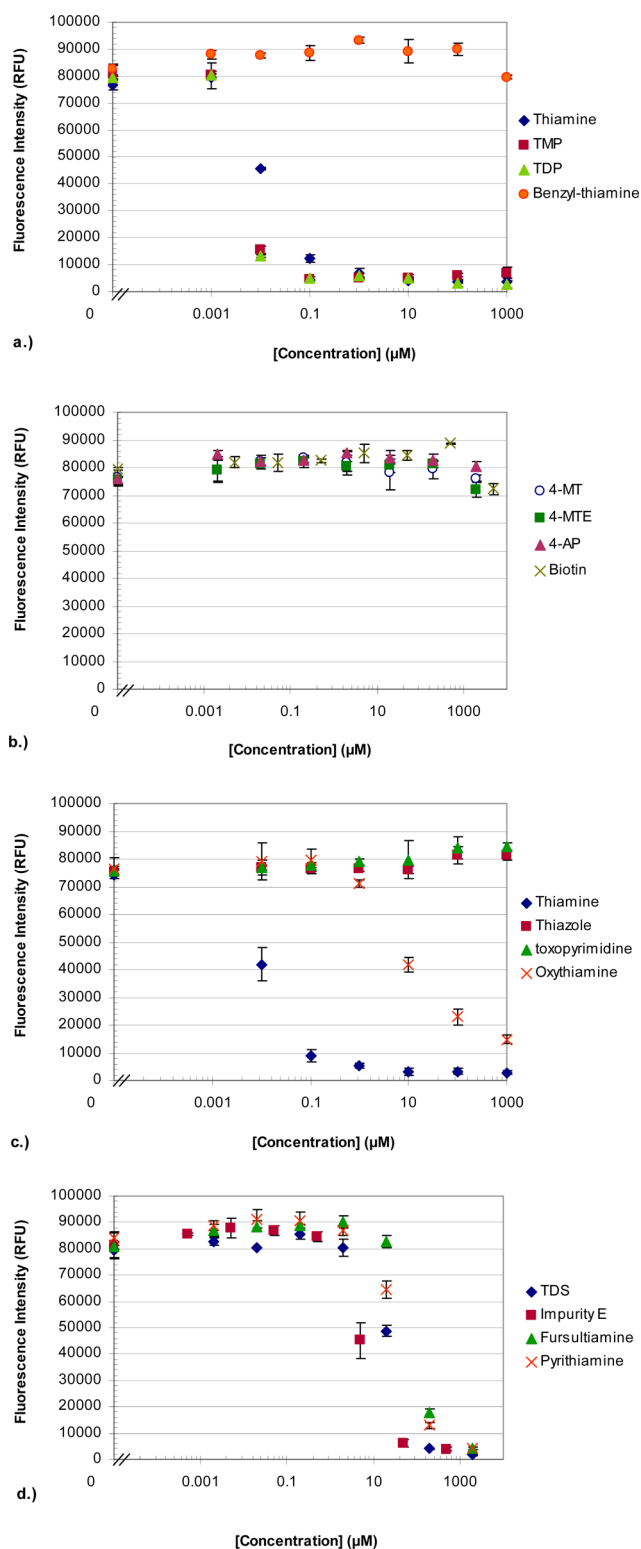 Fluorescence Intensity (RFU)
100000
90000
80000
70000
60000
50000
40000
30000
20000
10000
0
0
0.001
0.1
10
1000
Thiamine
TMP
TDP
Benzyl-thiamine
[Concentration] (µM)
a.)
Fluorescence Intensity (RFU)
100000
90000
80000
70000
60000
50000
40000
30000
20000
10000
0
0
0.001
0.1
10
1000
4-MT
4-MTE
4-AP
Biotin
[Concentration] (µM)
b.)
Fluorescence Intensity (RFU)
100000
90000
80000
70000
60000
50000
40000
30000
20000
10000
0
0
0.001
0.1
10
1000
Thiamine
Thiazole
toxopyrimidine
Oxythiamine
[Concentration] (µM)
c.)
Fluorescence Intensity (RFU)
100000
90000
80000
70000
60000
50000
40000
30000
20000
10000
0
0
0.001
0.1
10
1000
TDS
Impurity E
Fursultiamine
Pyrithiamine
d.)
[Concentration] (µM)